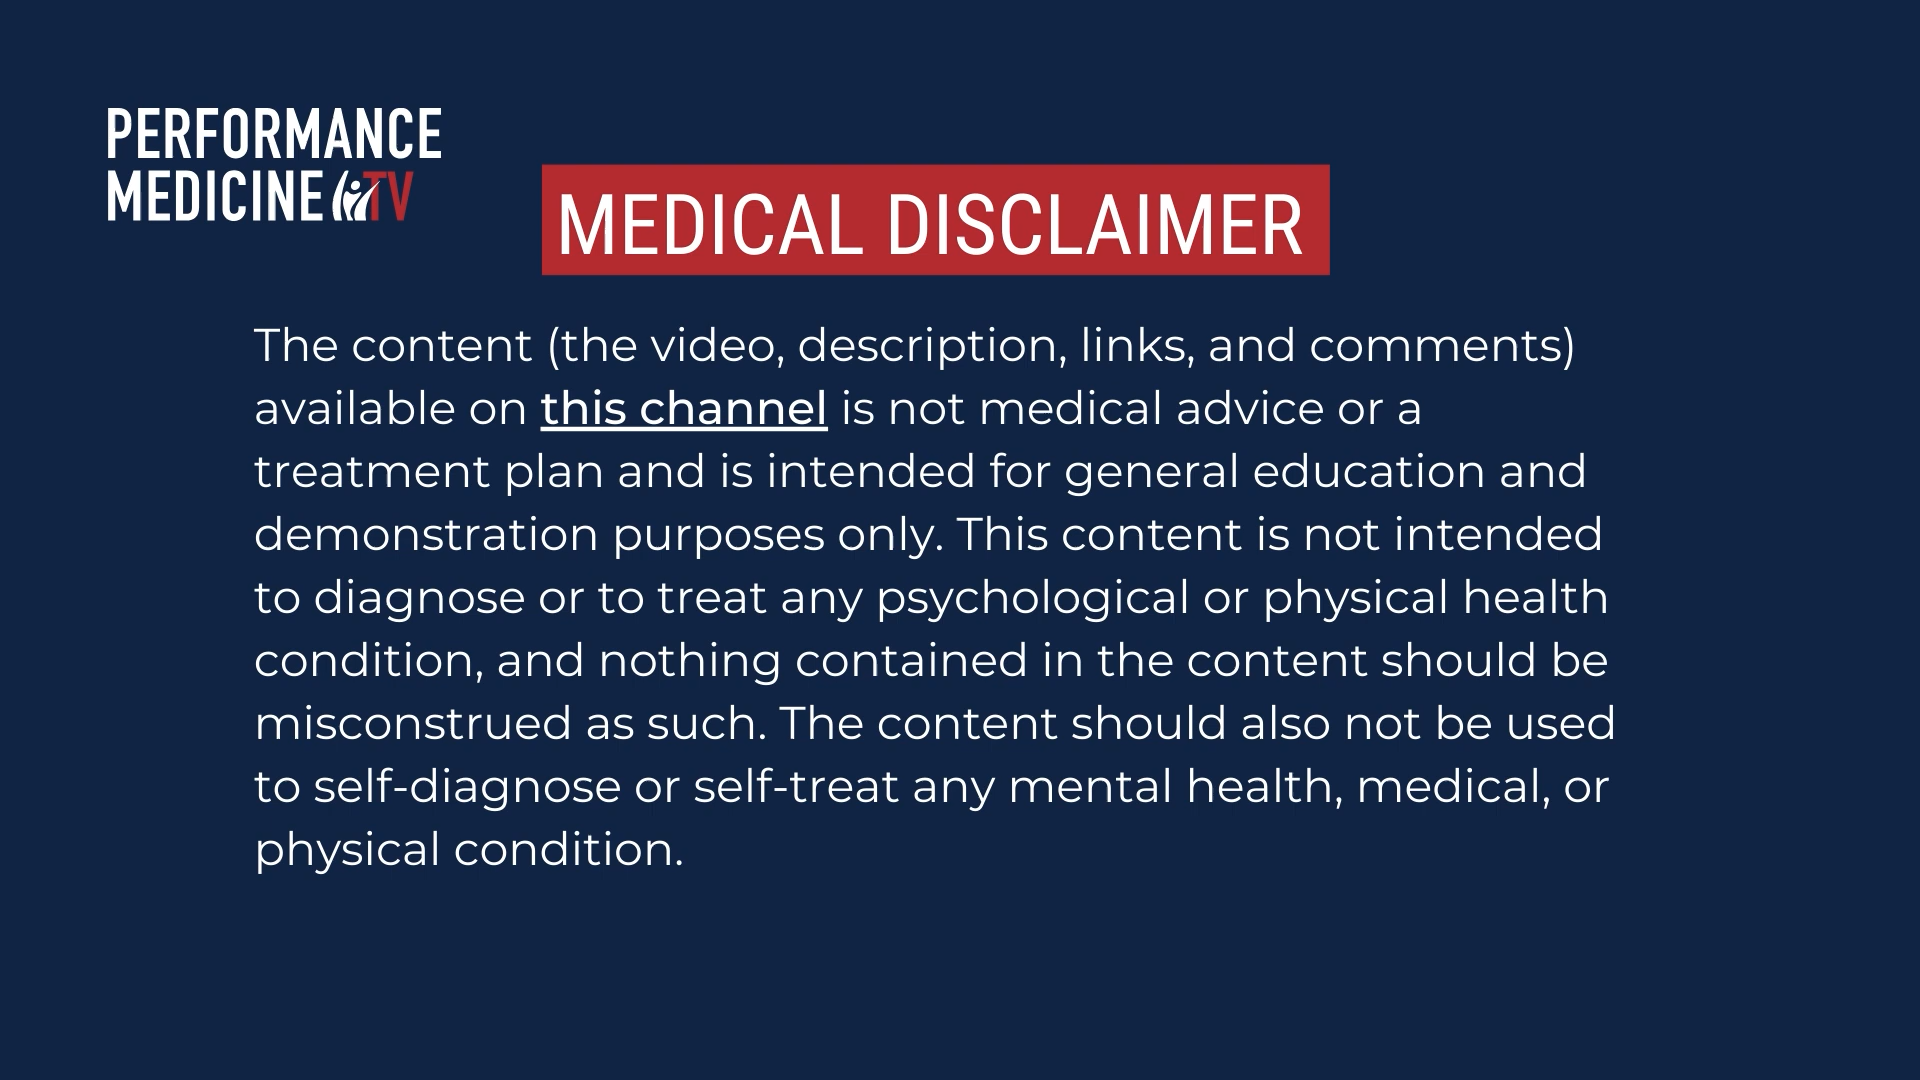 PERFORMANCE
MEDICINE TV
MEDICAL DISCLAIMER
The content (the video, description, links, and comments)
available on this channel is not medical advice or a
treatment plan and is intended for general education and
demonstration purposes only. This content is not intended
to diagnose or to treat any psychological or physical health
condition, and nothing contained in the content should be
misconstrued as such. The content should also not be used
to self-diagnose or self-treat any mental health, medical, or
physical condition.